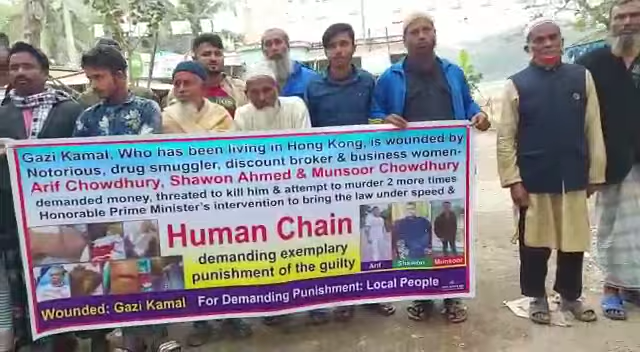 Gazi Kamal, Who has been living in Hong Kong, is wounded by
Notorious, drug smuggler, discount broker & business women-
Arif Chowdhury, Shawon Ahmed & Munsoor Chowdhury
demanded money, threated to kill him & attempt to murder 2 more times
Honorable Prime Minister's intervention to bring the law under speed &
Human Chain
demanding exemplary
punishment of the guilty
Arif Shawon Munsoor
Wounded: Gazi Kamal For Demanding Punishment: Local People